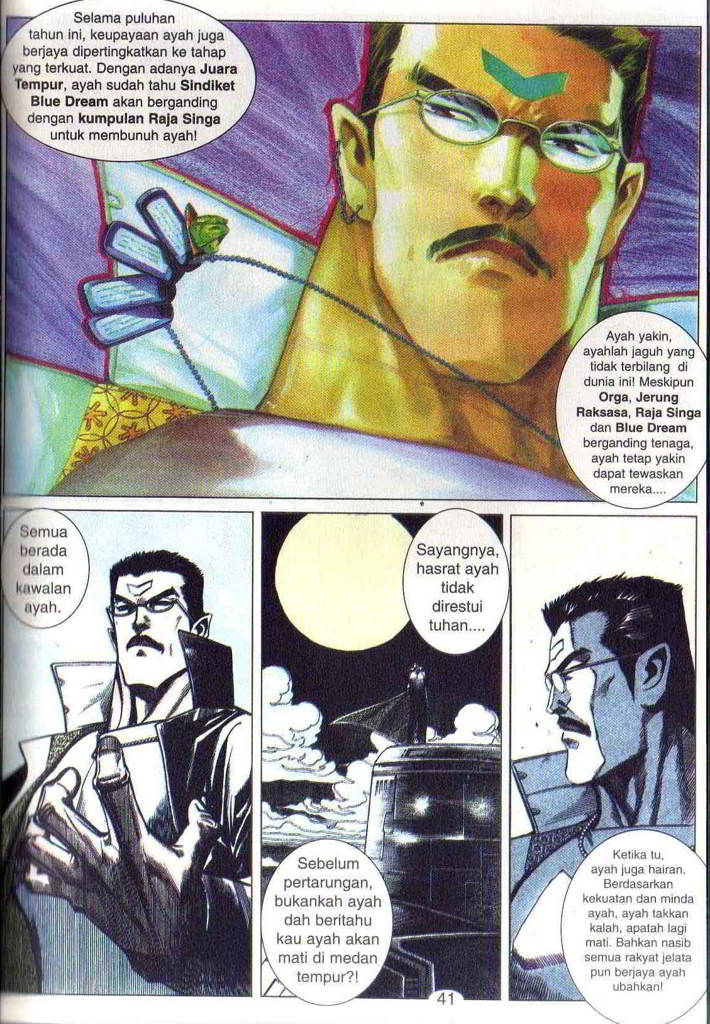 Selama puluhan
tahun ini, keupayaan ayah juga
berjaya dipertingkatkan ke tahap
yang terkuat. Dengan adanya Juara
Tempur, ayah sudah tahu Sindiket
Blue Dream akan berganding
dengan kumpulan Raja Singa
untuk membunuh ayah!
Ayah yakin,
ayahlah jaguh yang
tidak terbilang di
dunia ini! Meskipun
Orga, Jerung
Raksasa, Raja Singa
dan Blue Dream
berganding tenaga,
ayah tetap yakin
dapat tewaskan
mereka....
Semua
berada
dalam
kawalan
ayah.
Sayangnya,
hasrat ayah
tidak
direstui
tuhan....
Sebelum
pertarungan,
bukankah ayah
dah beritahu
kau ayah akan
mati di medan
tempur?!
Ketika tu,
ayah juga hairan.
Berdasarkan
kekuatan dan minda
ayah, ayah takkan
kalah, apatah lagi
mati. Bahkan nasib
semua rakyat jelata
pun berjaya ayah
ubahkan!
41